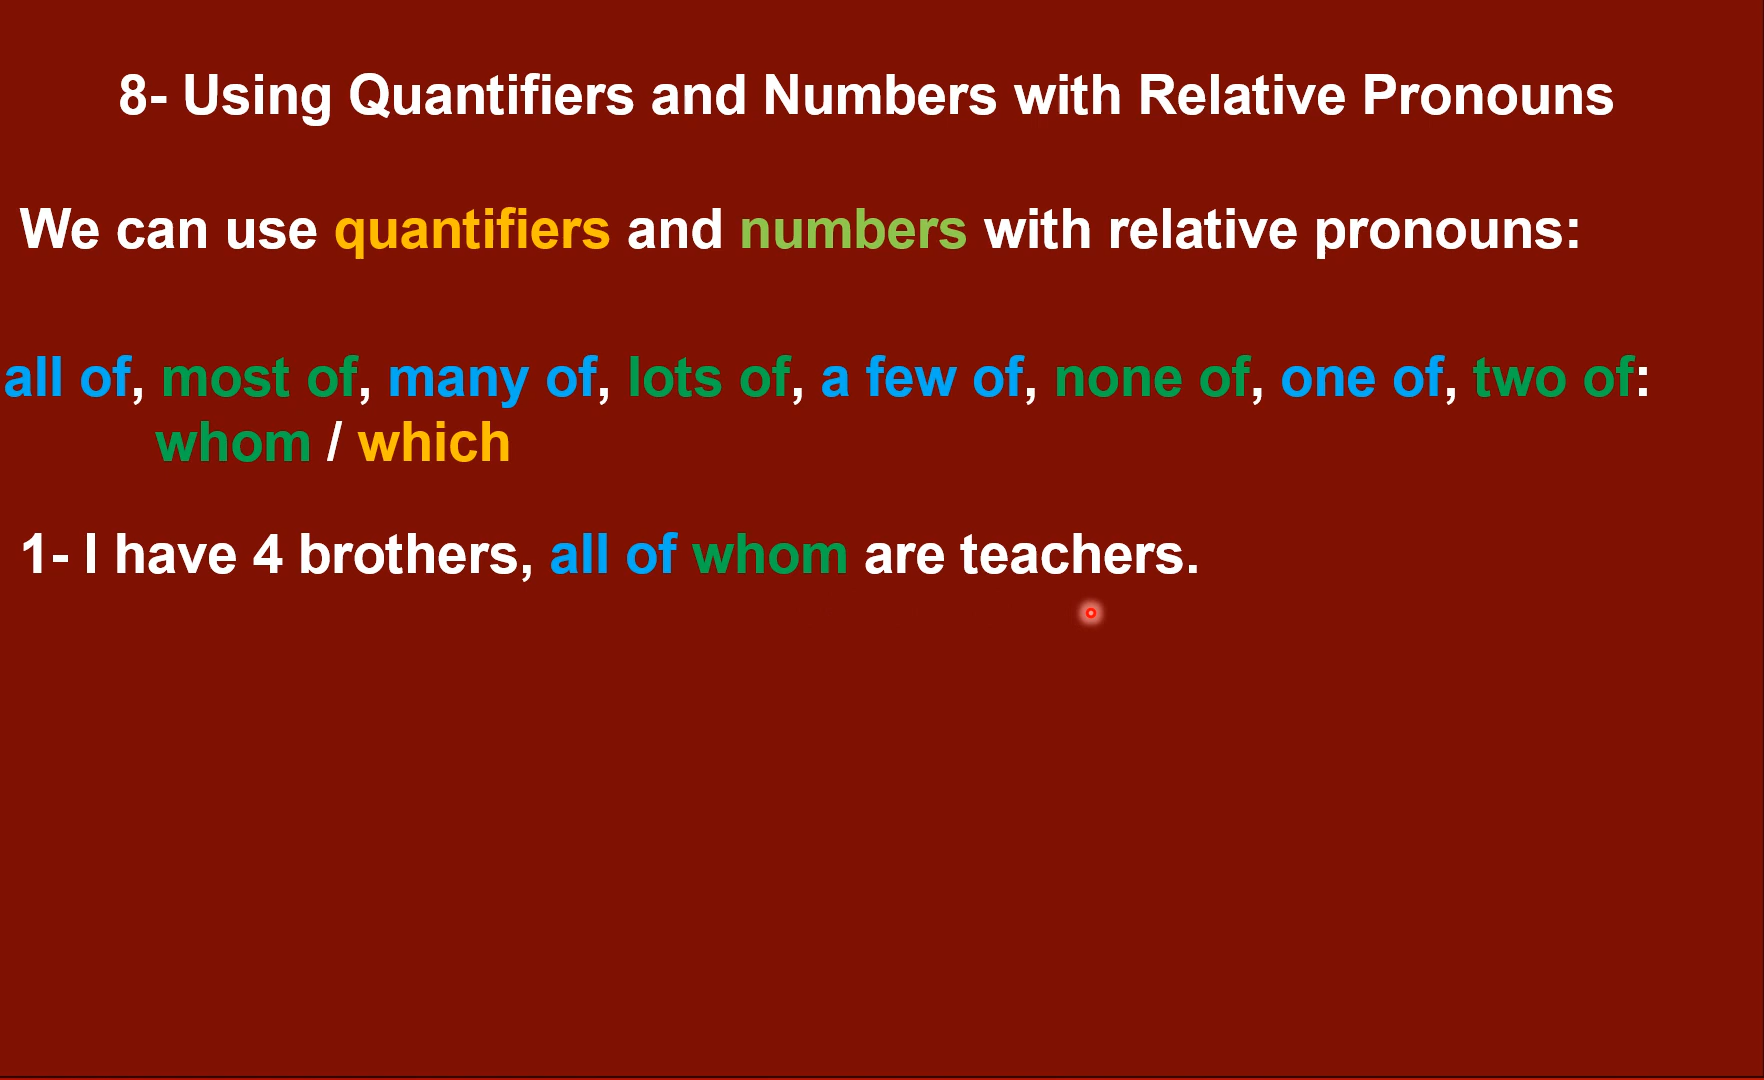 8- Using Quantifiers and Numbers with Relative Pronouns
We can use quantifiers and numbers with relative pronouns:
all of, most of, many of, lots of, a few of, none of, one of, two of:
whom / which
1- I have 4 brothers, all of whom are teachers.